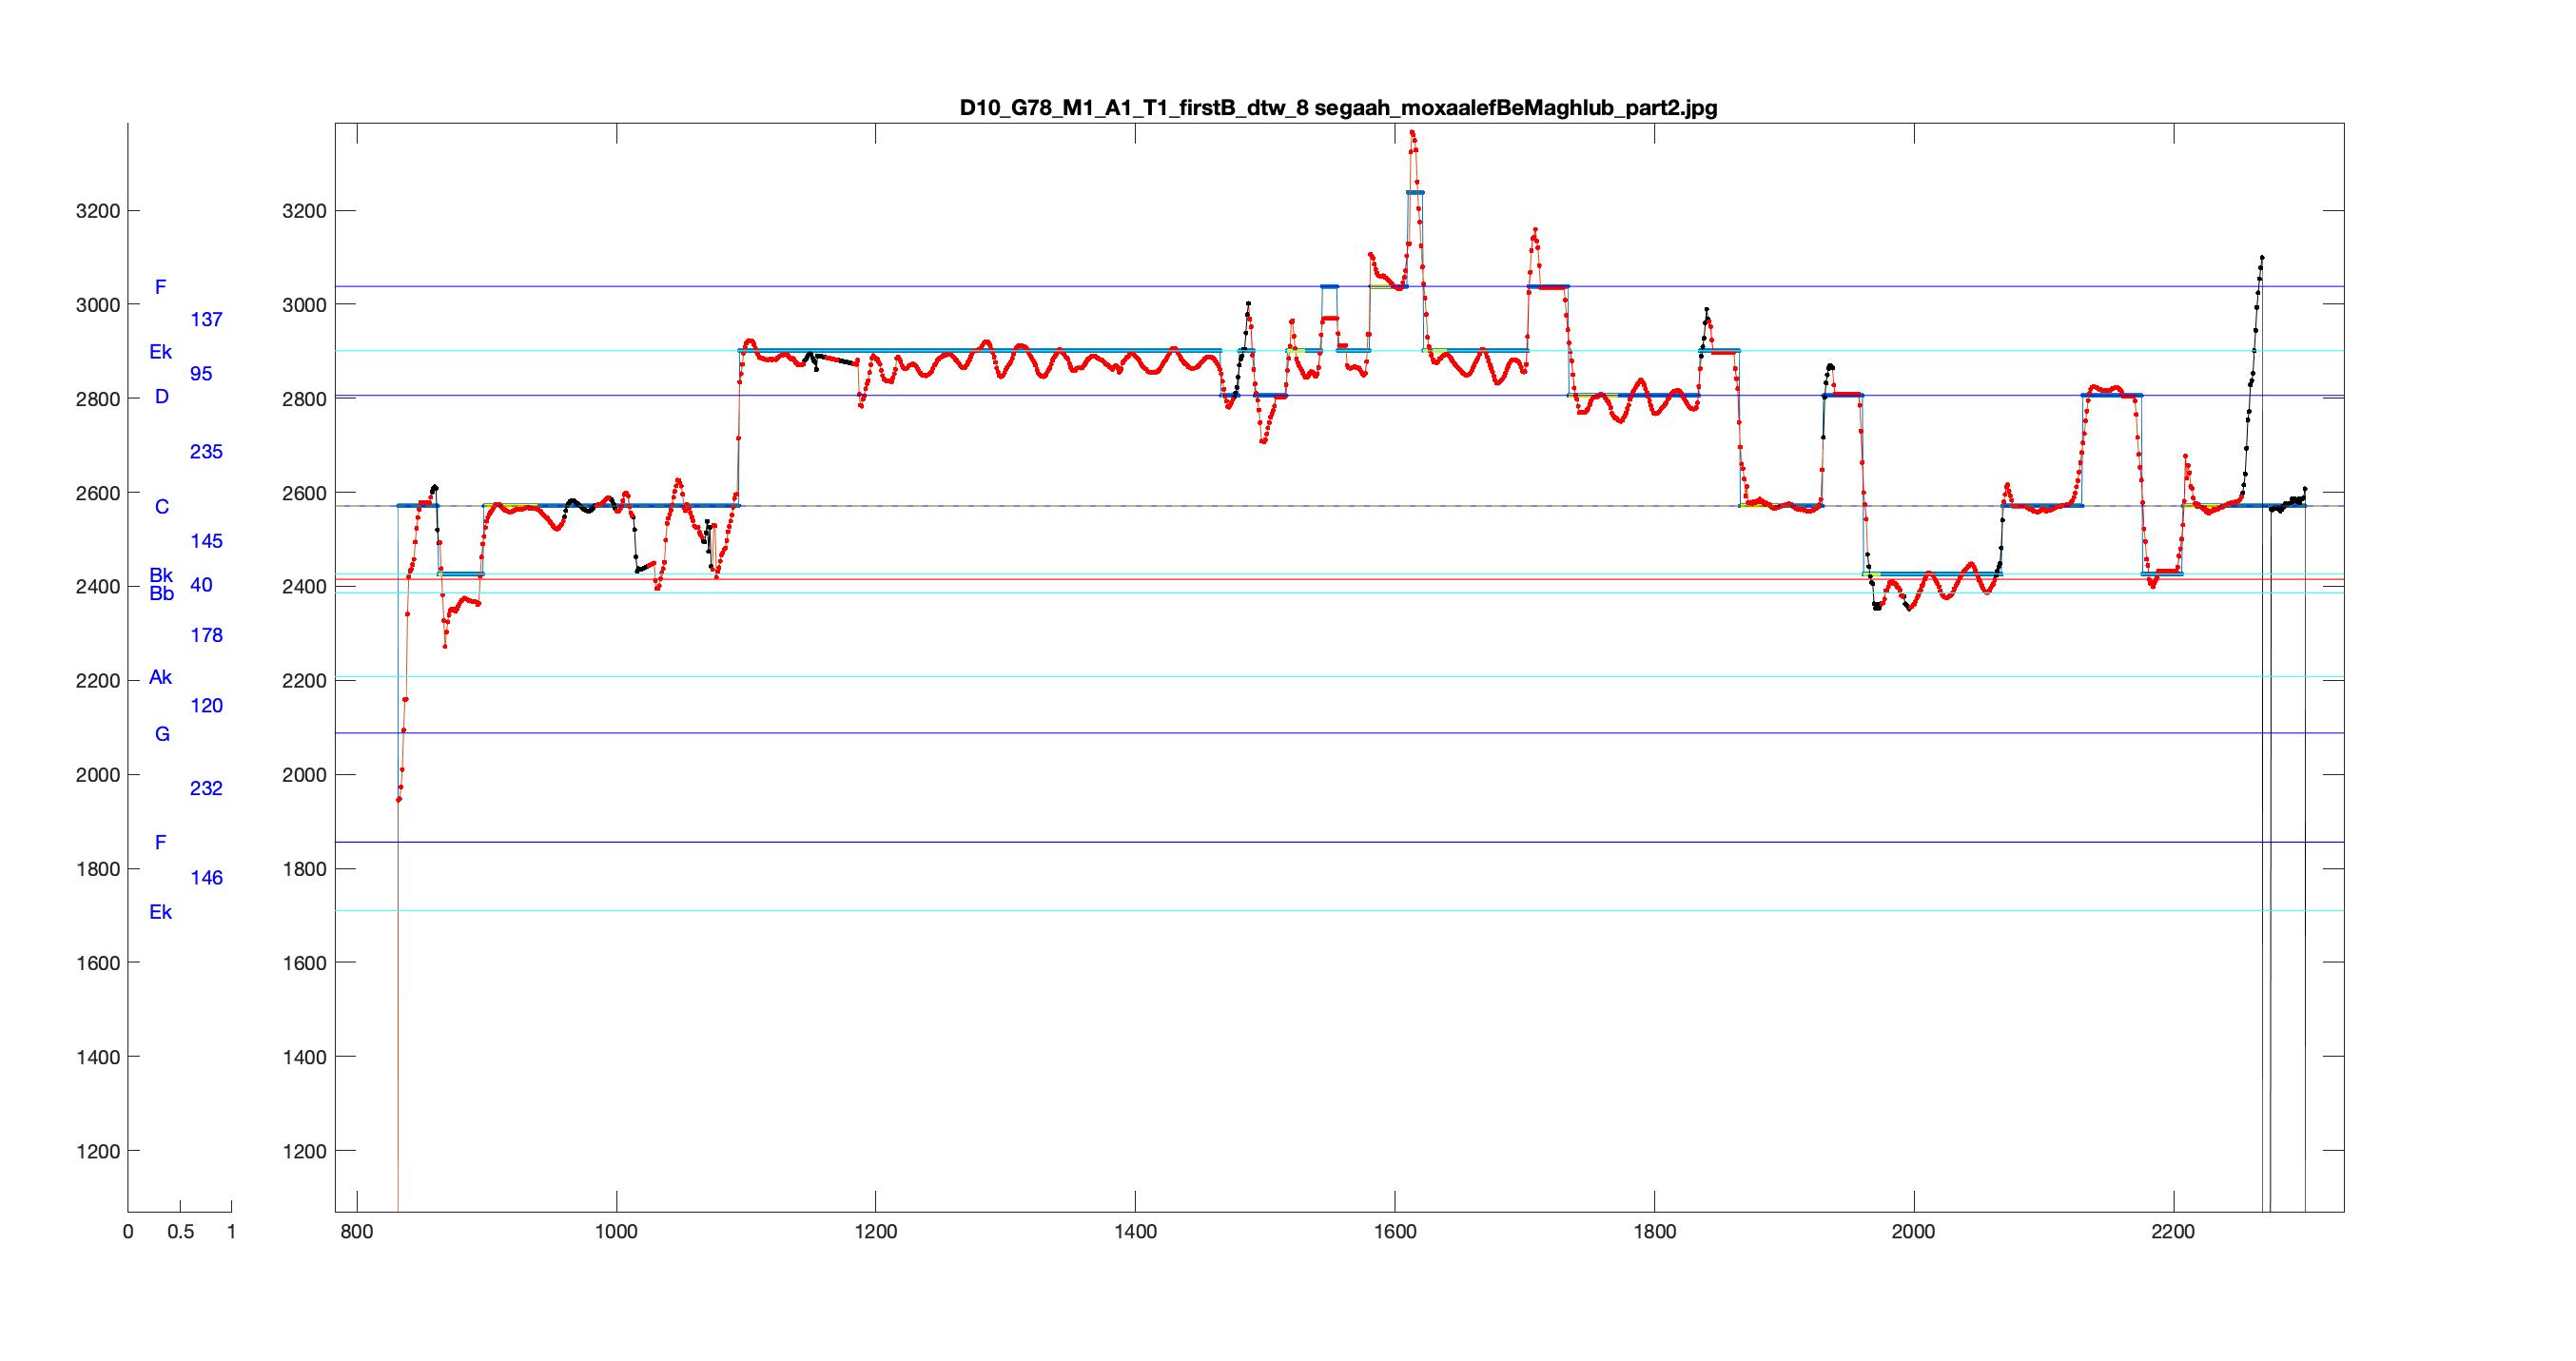 D10_G78_M1_A1_T1_firstB_dtw_8 segaah_moxaalefBeMaghlub_part2.jpg
3200 3200
F
3000 3000
137
Ek
95
2800 D 2800
235
2600 2600
C
145
Bk
2400 40 2400
Bb
178
2200 Ak 2200
120
G
2000 2000
232
F
1800 146 1800
Ek
1600 1600
1400 1400
1200 1200
0 0.5 1 800 1000 1200 1400 1600 1800 2000 2200